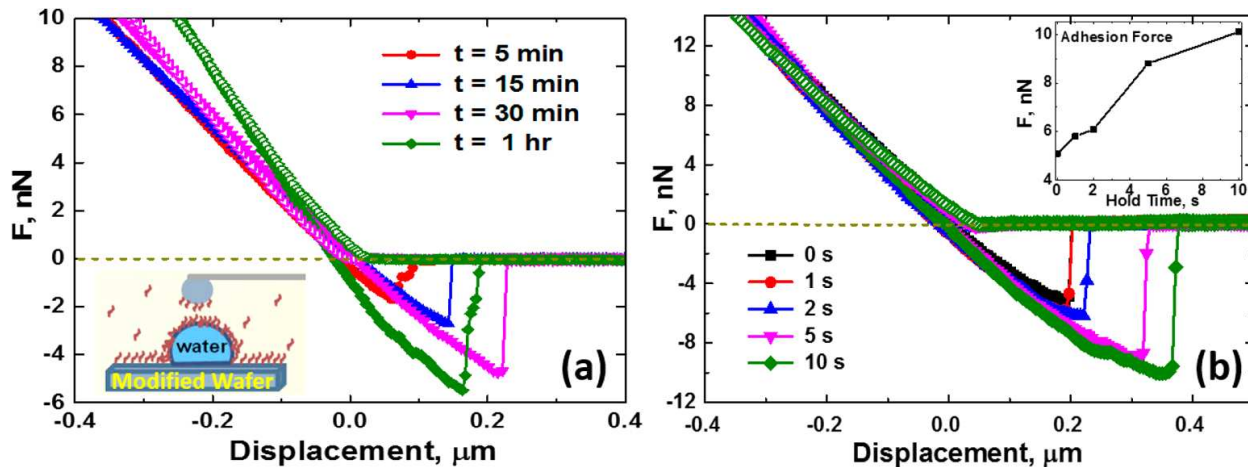 10
8
6
4
2
0
-2
-4
-6
F, nN
t = 5 min
t = 15 min
t = 30 min
t = 1 hr
water
Modified Wafer
(a)
-0.4
-0.2
0.0
0.2
0.4
Displacement, μm
12
8
4
0
-4
-8
-12
F, nN
0 s
1 s
2 s
5 s
10 s
Adhesion Force
10
8
6
4
F, nN
0
2
4
6
8
10
Hold Time, s
(b)
-0.4
-0.2
0.0
0.2
0.4
Displacement, μm